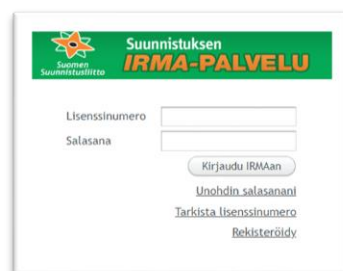 Suomen
Suunnistusliitto
Suunnistuksen
IRMA-PALVELU
Lisenssinumero
Salasana
Kirjaudu IRMAan
Unohdin salasanani
Tarkista lisenssinumero
Rekisteröidy